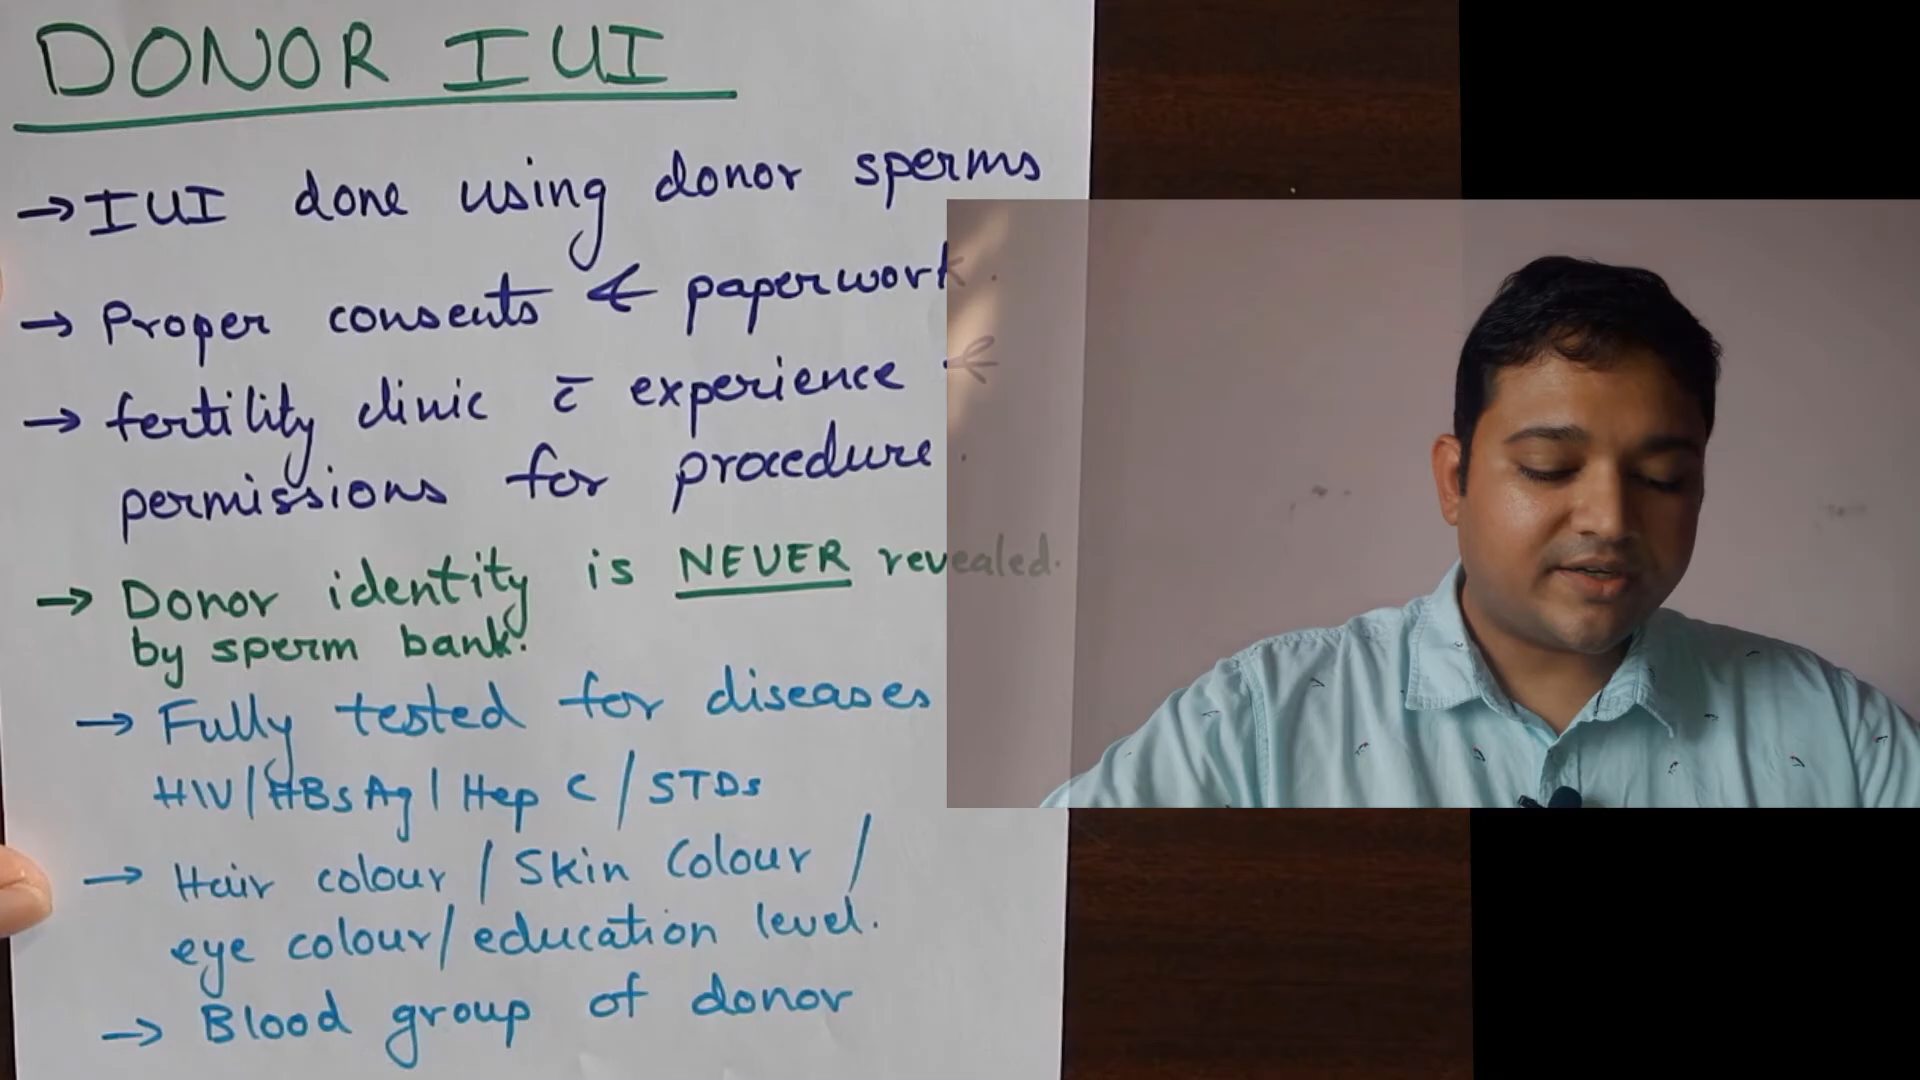 DONOR IUI
→ IUI done using donor sperms
→ Proper consents & paperwork.
→ fertility clinic c̄ experience &
permissions for procedure.
→ Donor identity is NEVER revealed.
by sperm bank.
→ Fully tested for diseases
HIV/HBsAg/Hep C/STDs
→ Hair colour/Skin Colour/
eye colour/education level.
→ Blood group of donor